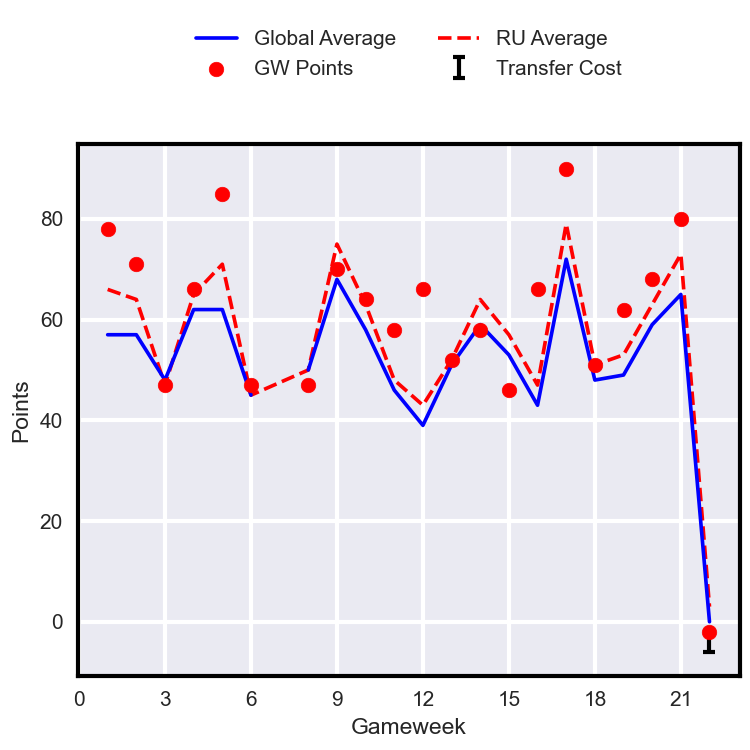 Global Average RU Average
GW Points Transfer Cost
80
60
40
20
0
Points
0 3 6 9 12 15 18 21
Gameweek